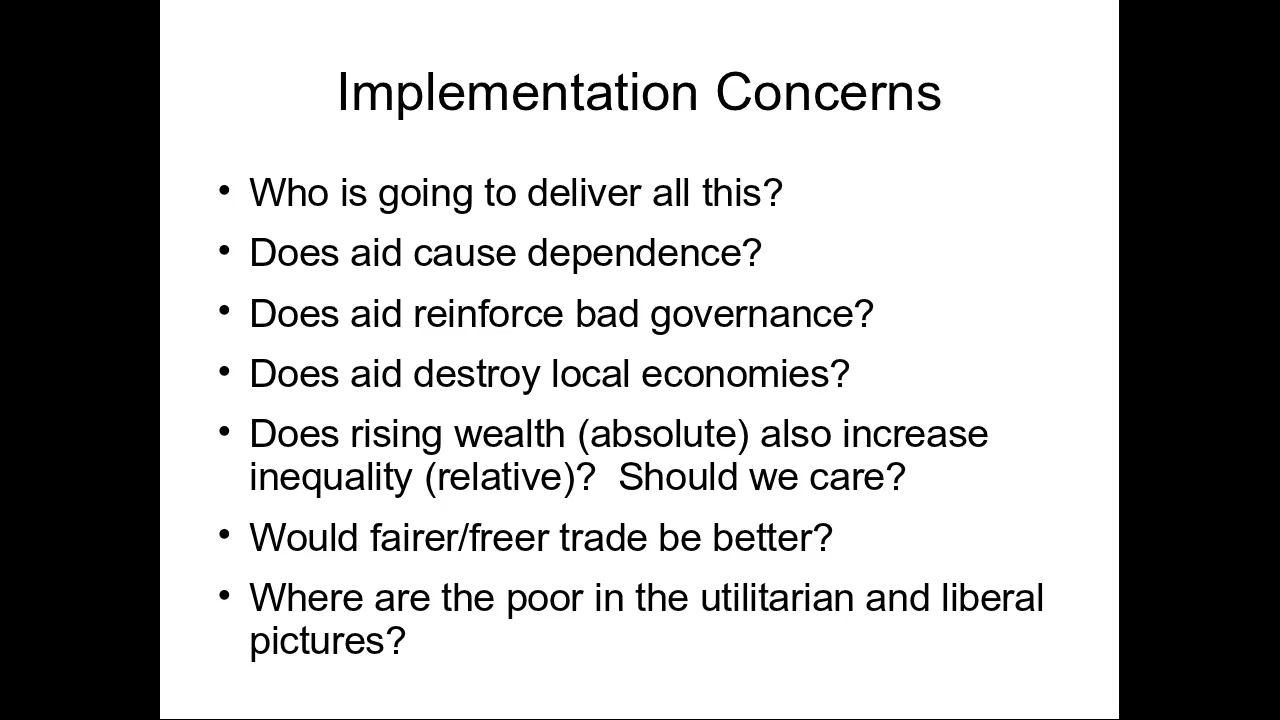 Implementation Concerns
• Who is going to deliver all this?
• Does aid cause dependence?
• Does aid reinforce bad governance?
• Does aid destroy local economies?
• Does rising wealth (absolute) also increase
inequality (relative)?  Should we care?
• Would fairer/freer trade be better?
• Where are the poor in the utilitarian and liberal
pictures?